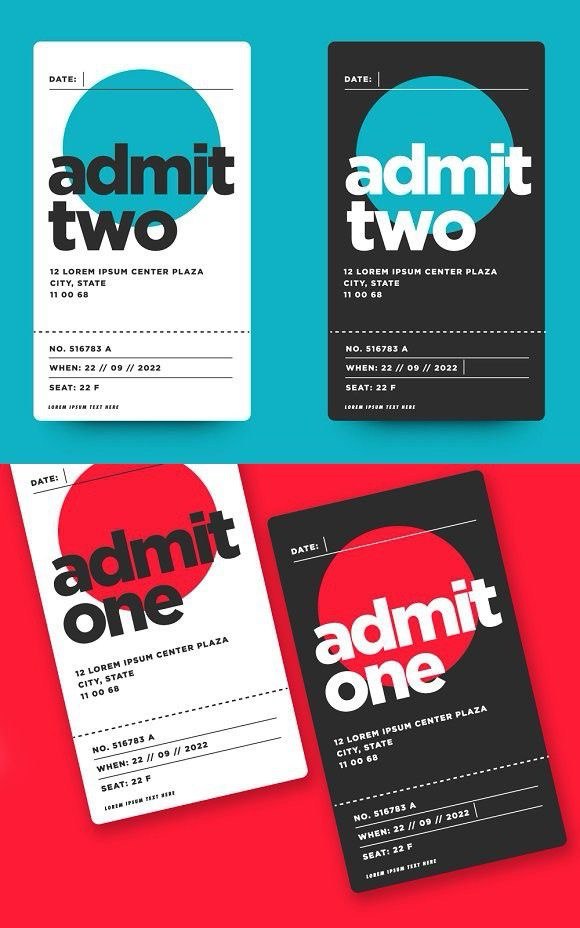 DATE:
admit
two
12 LOREM IPSUM CENTER PLAZA
CITY, STATE
11 00 68
NO. 516783 A
WHEN: 22 // 09 // 2022
SEAT: 22 F
LOREM IPSUM TEXT HERE
DATE:
admit
two
12 LOREM IPSUM CENTER PLAZA
CITY, STATE
11 00 68
NO. 516783 A
WHEN: 22 // 09 // 2022
SEAT: 22 F
LOREM IPSUM TEXT HERE
DATE:
admit
one
12 LOREM IPSUM CENTER PLAZA
CITY, STATE
11 00 68
NO. 516783 A
WHEN: 22 // 09 // 2022
SEAT: 22 F
LOREM IPSUM TEXT HERE
DATE:
admit
one
12 LOREM IPSUM CENTER PLAZA
CITY, STATE
11 00 68
NO. 516783 A
WHEN: 22 // 09 // 2022
SEAT: 22 F
LOREM IPSUM TEXT HERE